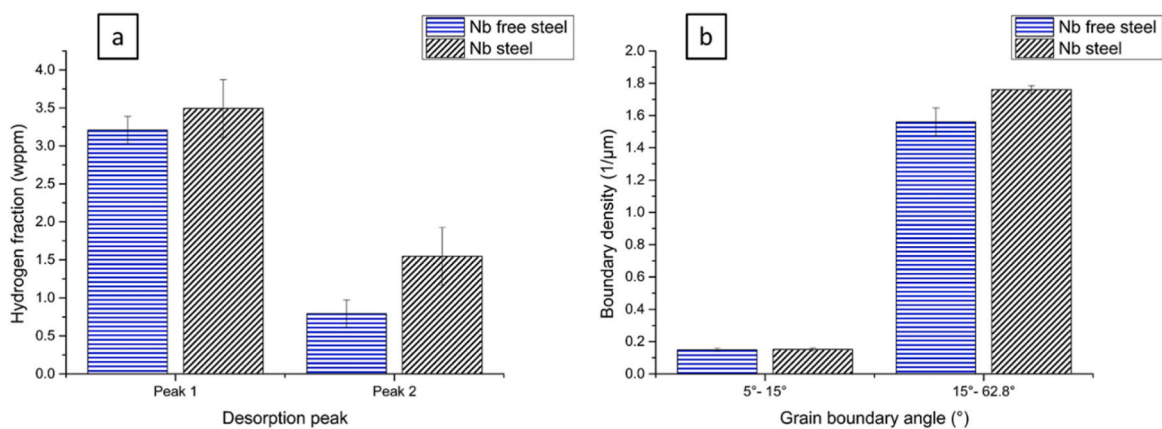 a
Nb free steel
Nb steel
Hydrogen fraction (wppm)
4.0
3.5
3.0
2.5
2.0
1.5
1.0
0.5
0.0
Peak 1
Peak 2
Desorption peak
b
Nb free steel
Nb steel
Boundary density (1/μm)
2.0
1.8
1.6
1.4
1.2
1.0
0.8
0.6
0.4
0.2
0.0
5°- 15°
15°- 62.8°
Grain boundary angle (°)